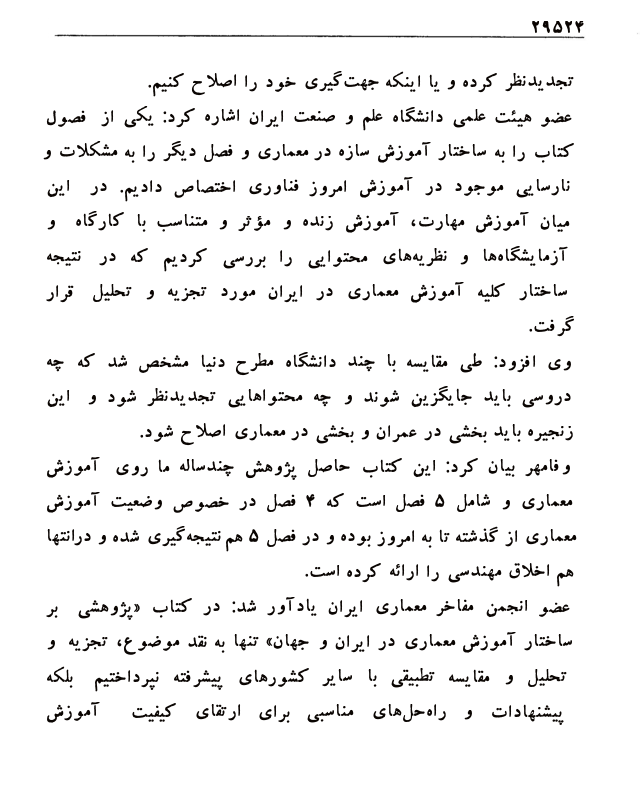 ۲۹۵۲۴
تجدیدنظر کرده و یا اینکه جهت‌گیری خود را اصلاح کنیم.
عضو هیئت علمی دانشگاه علم و صنعت ایران اشاره کرد: یکی از فصول
کتاب را به ساختار آموزش سازه در معماری و فصل دیگر را به مشکلات و
نارسایی موجود در آموزش امروز فناوری اختصاص دادیم. در این
میان آموزش مهارت، آموزش زنده و مؤثر و متناسب با کارگاه و
آزمایشگاه‌ها و نظریه‌های محتوایی را بررسی کردیم که در نتیجه
ساختار کلیه آموزش معماری در ایران مورد تجزیه و تحلیل قرار
گرفت.
وی افزود: طی مقایسه با چند دانشگاه مطرح دنیا مشخص شد که چه
دروسی باید جایگزین شوند و چه محتواهایی تجدیدنظر شود و این
زنجیره باید بخشی در عمران و بخشی در معماری اصلاح شود.
وفامهر بیان کرد: این کتاب حاصل پژوهش چندساله ما روی آموزش
معماری و شامل ۵ فصل است که ۴ فصل در خصوص وضعیت آموزش
معماری از گذشته تا به امروز بوده و در فصل ۵ هم نتیجه‌گیری شده و درانتها
هم اخلاق مهندسی را ارائه کرده است.
عضو انجمن مفاخر معماری ایران یادآور شد: در کتاب «پژوهشی بر
ساختار آموزش معماری در ایران و جهان» تنها به نقد موضوع، تجزیه و
تحلیل و مقایسه تطبیقی با سایر کشورهای پیشرفته نپرداختیم بلکه
پیشنهادات و راه‌حل‌های مناسبی برای ارتقای کیفیت آموزش